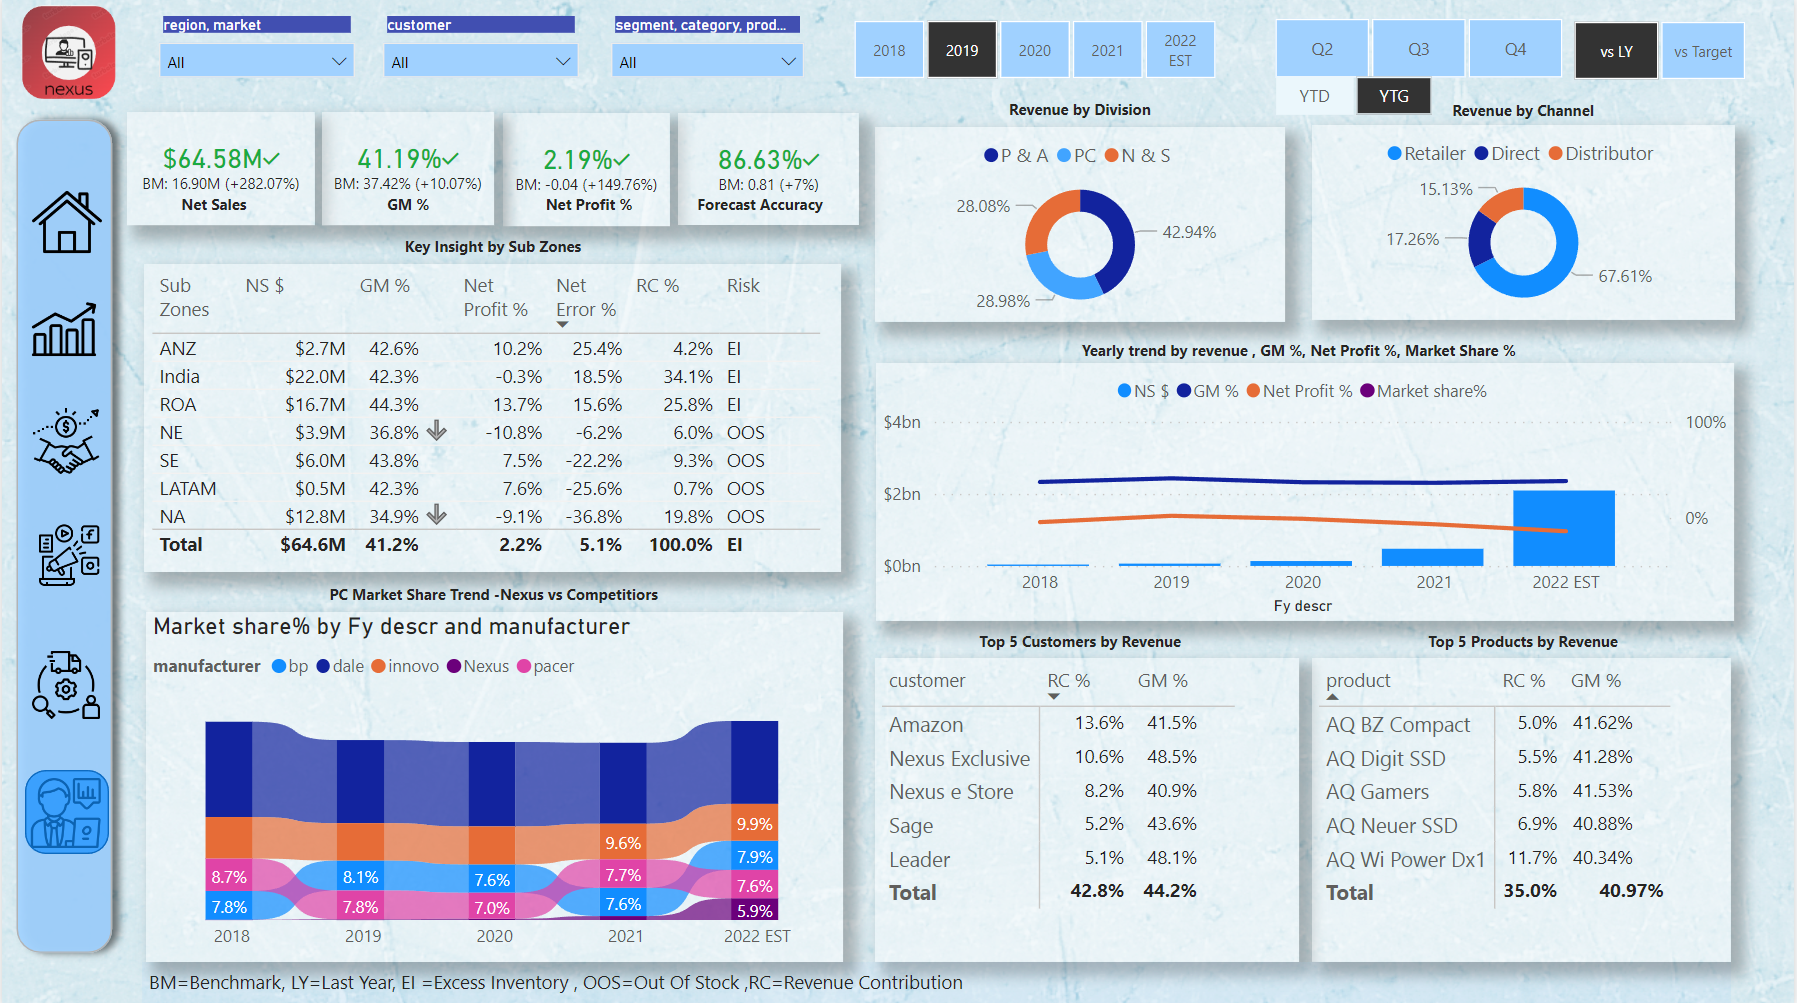 nexus
region, market
All
customer
All
segment, category, prod...
All
2018
2019
2020
2021
2022
EST
Q2
Q3
Q4
YTD
YTG
vs LY
vs Target
$64.58M
BM: 16.90M (+282.07%)
Net Sales
41.19%
BM: 37.42% (+10.07%)
GM %
2.19%
BM: -0.04 (+149.76%)
Net Profit %
86.63%
BM: 0.81 (+7%)
Forecast Accuracy
Revenue by Division
P & A PC N & S
28.08%
42.94%
28.98%
Revenue by Channel
Retailer Direct Distributor
15.13%
17.26%
67.61%
Key Insight by Sub Zones
Sub Zones NS $ GM % Net Profit % Net Error % RC % Risk
ANZ $2.7M 42.6% 10.2% 25.4% 4.2% EI
India $22.0M 42.3% -0.3% 18.5% 34.1% EI
ROA $16.7M 44.3% 13.7% 15.6% 25.8% EI
NE $3.9M 36.8% -10.8% -6.2% 6.0% OOS
SE $6.0M 43.8% 7.5% -22.2% 9.3% OOS
LATAM $0.5M 42.3% 7.6% -25.6% 0.7% OOS
NA $12.8M 34.9% -9.1% -36.8% 19.8% OOS
Total $64.6M 41.2% 2.2% 5.1% 100.0% EI
Yearly trend by revenue , GM %, Net Profit %, Market Share %
NS $ GM % Net Profit % Market share%
$4bn
100%
$2bn
0%
$0bn
2018 2019 2020 2021 2022 EST
Fy descr
PC Market Share Trend -Nexus vs Competitiors
Market share% by Fy descr and manufacturer
manufacturer bp dale innovo Nexus pacer
8.7%
7.8%
8.1%
7.8%
7.6%
7.0%
9.6%
7.7%
7.6%
9.9%
7.9%
7.6%
5.9%
2018 2019 2020 2021 2022 EST
Top 5 Customers by Revenue
customer RC % GM %
Amazon 13.6% 41.5%
Nexus Exclusive 10.6% 48.5%
Nexus e Store 8.2% 40.9%
Sage 5.2% 43.6%
Leader 5.1% 48.1%
Total 42.8% 44.2%
Top 5 Products by Revenue
product RC % GM %
AQ BZ Compact 5.0% 41.62%
AQ Digit SSD 5.5% 41.28%
AQ Gamers 5.8% 41.53%
AQ Neuer SSD 6.9% 40.88%
AQ Wi Power Dx1 11.7% 40.34%
Total 35.0% 40.97%
BM=Benchmark, LY=Last Year, EI =Excess Inventory , OOS=Out Of Stock ,RC=Revenue Contribution